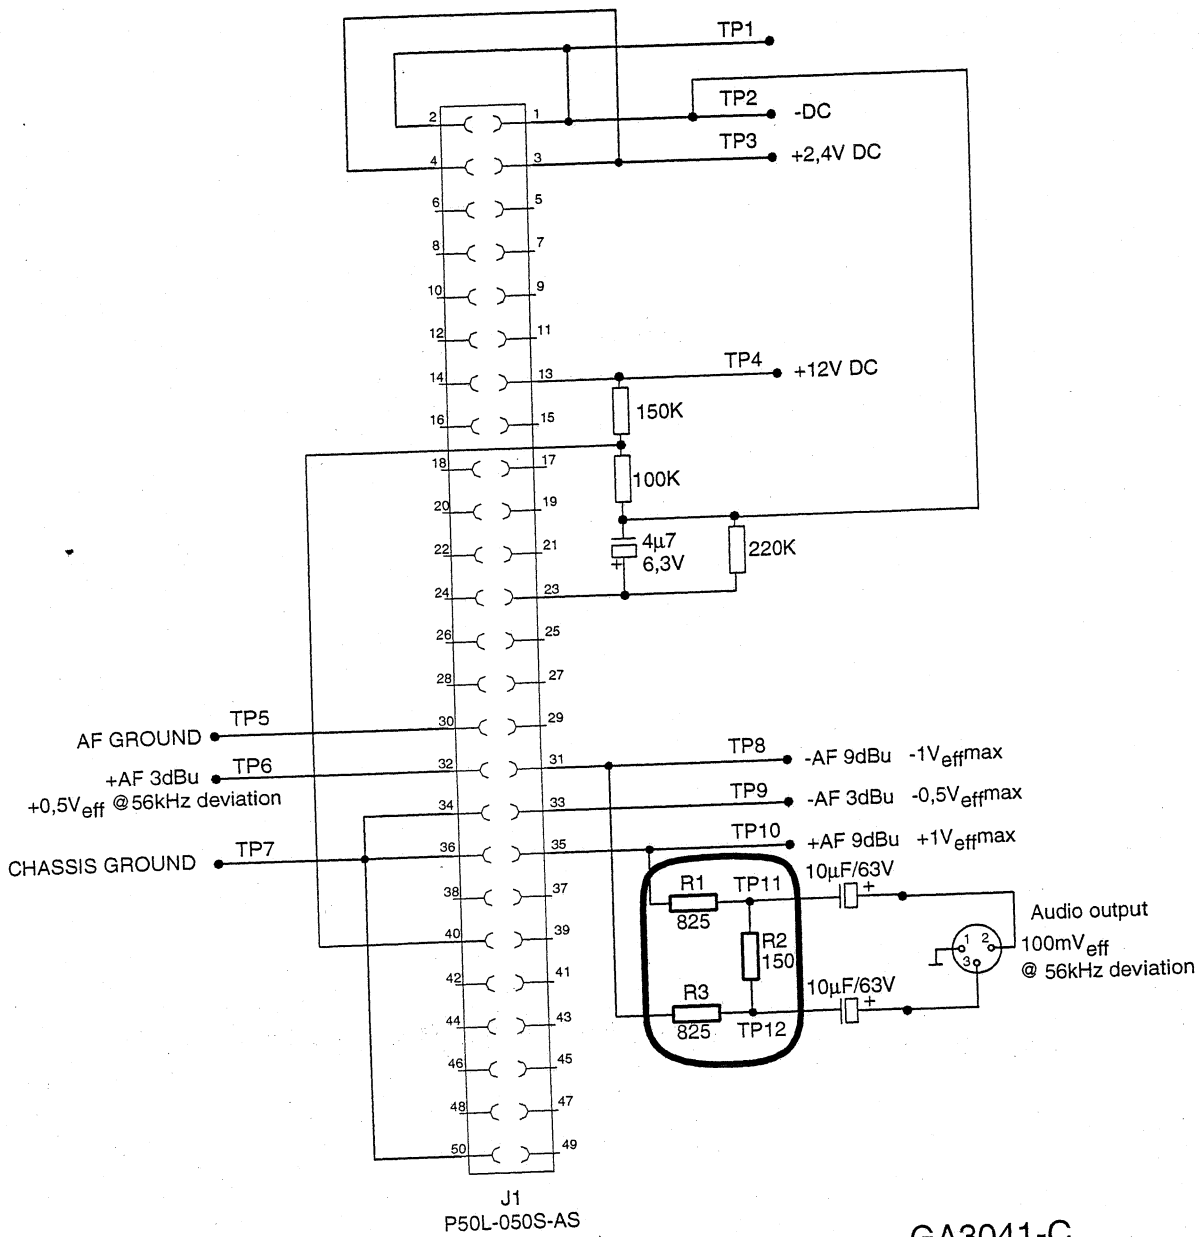 TP1
TP2
-DC
TP3
+2,4V DC
2 1
4 3
6 5
8 7
10 9
12 11
14 13
TP4
+12V DC
150K
16 15
18 17
100K
20 19
22 21
4µ7
6,3V
+
220K
24 23
26 25
28 27
AF GROUND
TP5
30 29
+AF 3dBu
TP6
+0,5Veff @56kHz deviation
32 31
TP8
-AF 9dBu -1Veffmax
34 33
TP9
-AF 3dBu -0,5Veffmax
CHASSIS GROUND
TP7
36 35
TP10
+AF 9dBu +1Veffmax
10µF/63V
+
R1
825
TP11
38 37
40 39
R2
150
1 2
3
Audio output
100mVeff
@ 56kHz deviation
10µF/63V
+
42 41
R3
825
TP12
44 43
46 45
48 47
50 49
J1
P50L-050S-AS
GA3041-C